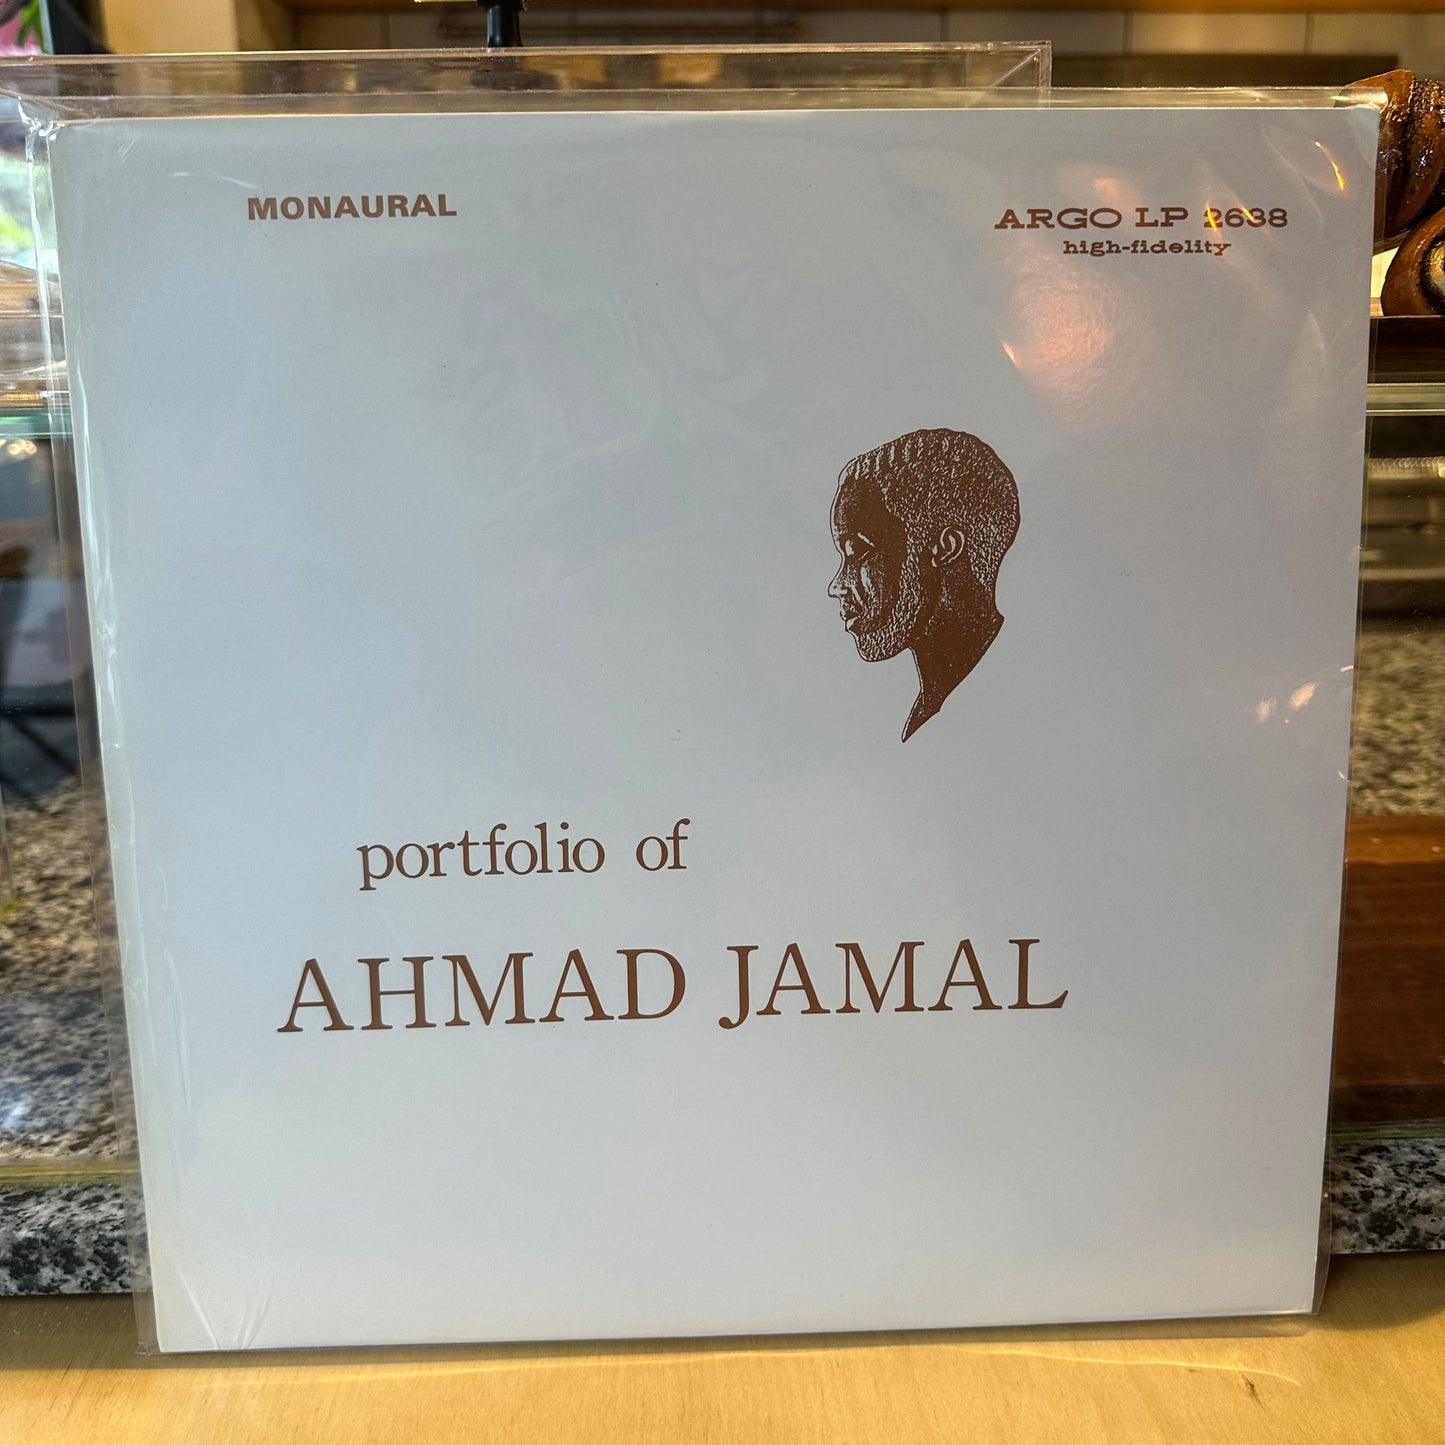 MONAURAL
ARGO LP 2638
high-fidelity
portfolio of
AHMAD JAMAL